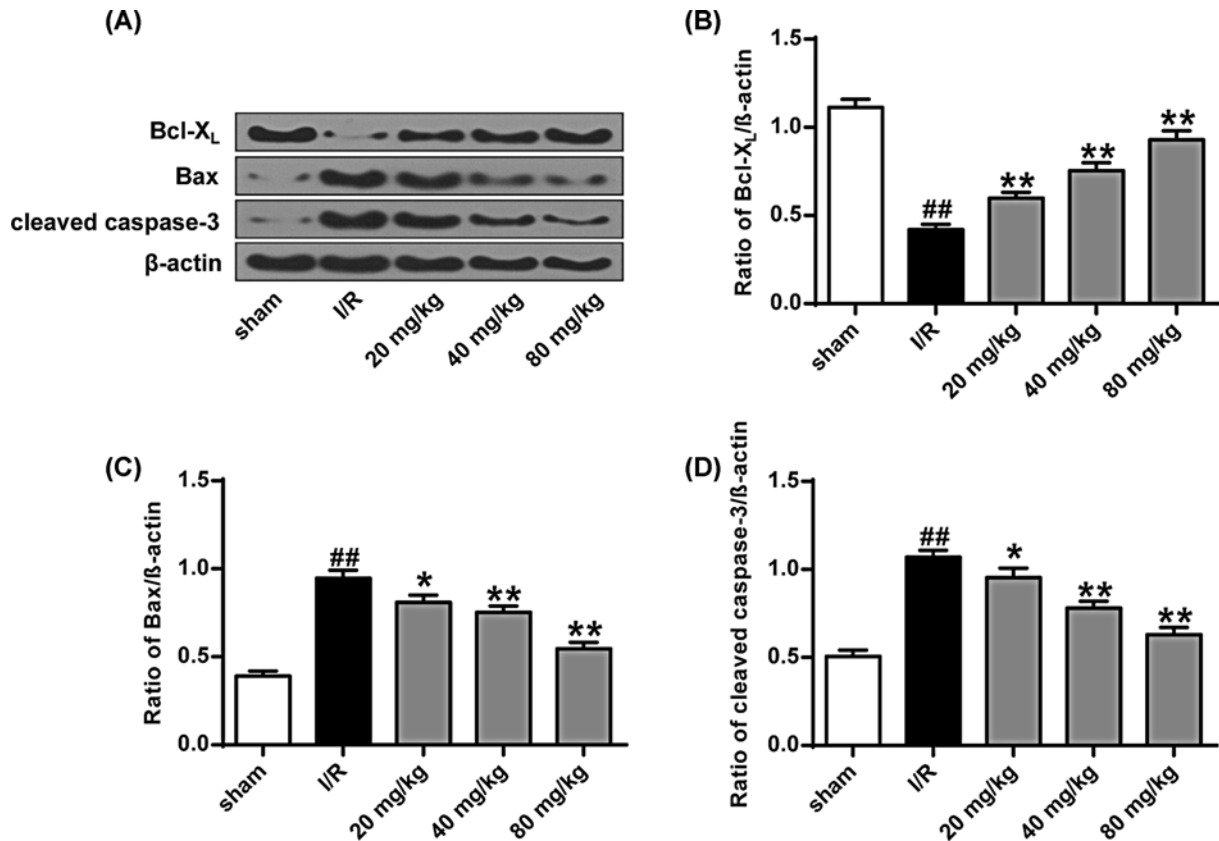 (A)
Bcl-XL
Bax
cleaved caspase-3
β-actin
sham
I/R
20 mg/kg
40 mg/kg
80 mg/kg
(B)
Ratio of Bcl-XL/ß-actin
1.5
1.0
0.5
0.0
##
**
**
**
sham
I/R
20 mg/kg
40 mg/kg
80 mg/kg
(C)
Ratio of Bax/ß-actin
1.5
1.0
0.5
0.0
##
*
**
**
sham
I/R
20 mg/kg
40 mg/kg
80 mg/kg
(D)
Ratio of cleaved caspase-3/ß-actin
1.5
1.0
0.5
0.0
##
*
**
**
sham
I/R
20 mg/kg
40 mg/kg
80 mg/kg